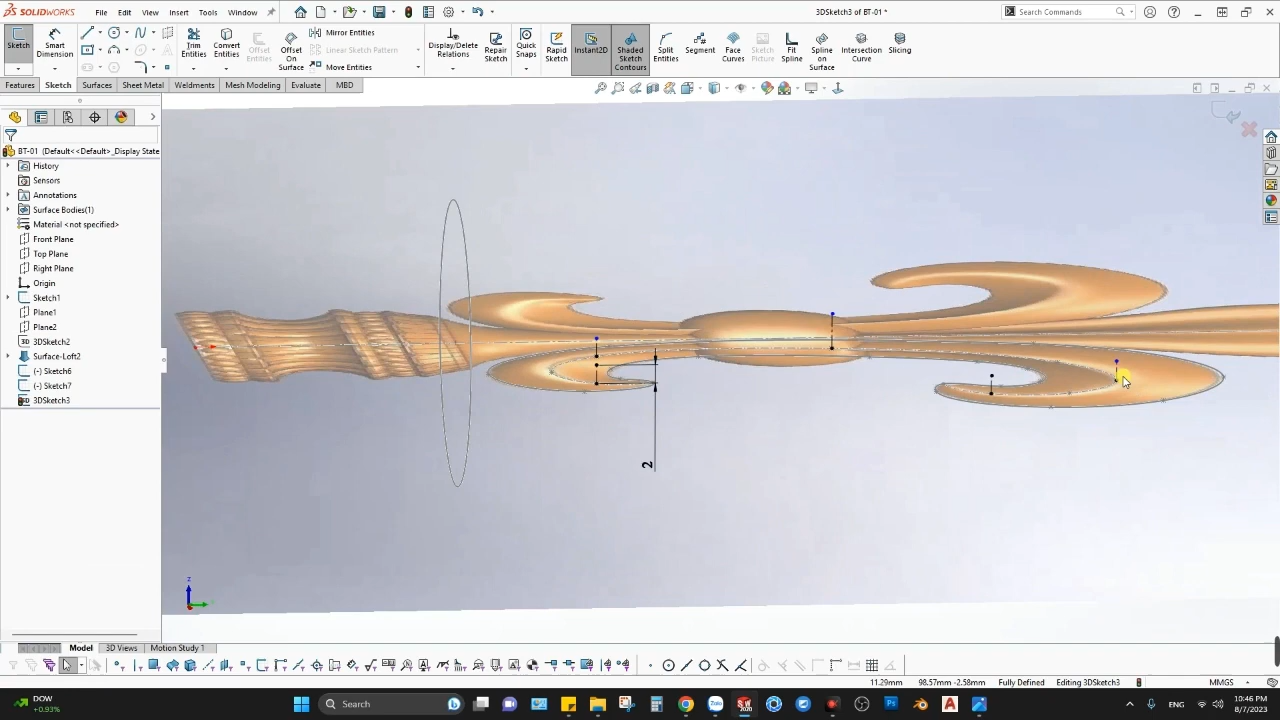 SOLIDWORKS
File Edit View Insert Tools Window
3DSketch3 of BT-01 *
Search Commands
Sketch
Smart Dimension
Trim Entities
Convert Entities
Offset Entities
Offset On Surface
Mirror Entities
Linear Sketch Pattern
Move Entities
Display/Delete Relations
Repair Sketch
Quick Snaps
Rapid Sketch
Instant2D
Shaded Sketch Contours
Split Entities
Segment
Face Curves
Sketch Picture
Fit Spline
Spline on Surface
Intersection Curve
Slicing
Features Sketch Surfaces Sheet Metal Weldments Mesh Modeling Evaluate MBD
BT-01 (Default<<Default>_Display State
History
Sensors
Annotations
Surface Bodies(1)
Material <not specified>
Front Plane
Top Plane
Right Plane
Origin
Sketch1
Plane1
Plane2
3DSketch2
Surface-Loft2
(-) Sketch6
(-) Sketch7
3DSketch3
2
z
Model 3D Views Motion Study 1
11.29mm 98.57mm -2.58mm Fully Defined Editing 3DSketch3 MMGS
DOW
+0.93%
Search
10:46 PM
8/7/2023